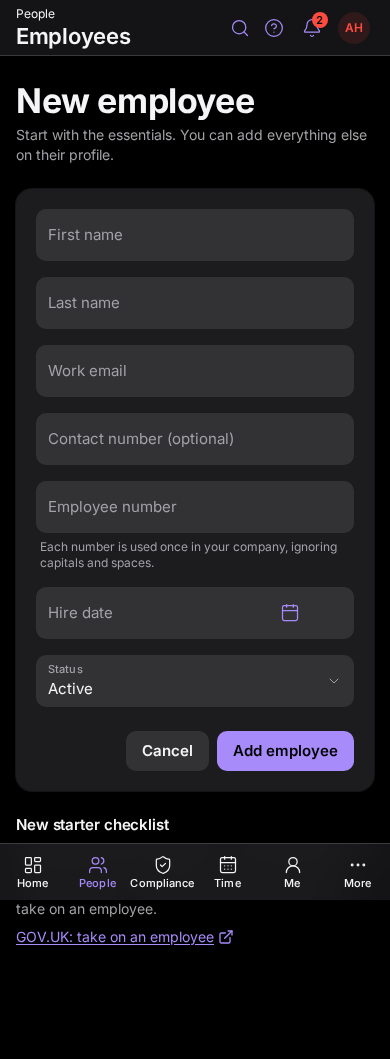 People
Employees
2
AH
New employee
Start with the essentials. You can add everything else
on their profile.
First name
Last name
Work email
Contact number (optional)
Employee number
Each number is used once in your company, ignoring
capitals and spaces.
Hire date
Status
Active
Cancel
Add employee
New starter checklist
Home
People
Compliance
Time
Me
More
take on an employee.
GOV.UK: take on an employee